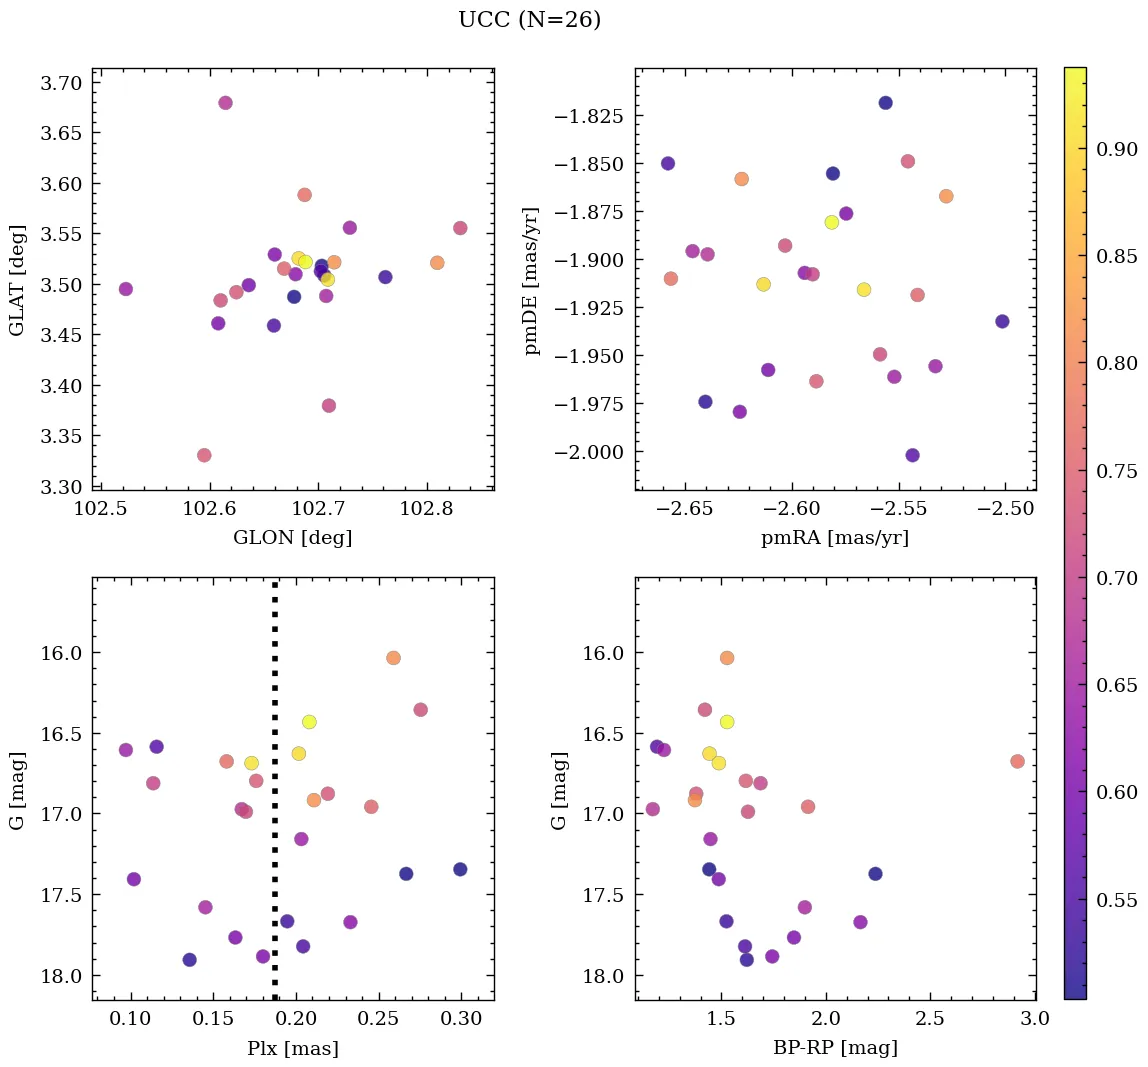 UCC (N=26)
3.70
3.65
3.60
3.55
3.50
3.45
3.40
3.35
3.30
GLAT [deg]
102.5 102.6 102.7 102.8
GLON [deg]
−1.825
−1.850
−1.875
−1.900
−1.925
−1.950
−1.975
−2.000
pmDE [mas/yr]
−2.65 −2.60 −2.55 −2.50
pmRA [mas/yr]
16.0
16.5
17.0
17.5
18.0
G [mag]
0.10 0.15 0.20 0.25 0.30
Plx [mas]
16.0
16.5
17.0
17.5
18.0
G [mag]
1.5 2.0 2.5 3.0
BP-RP [mag]
0.90
0.85
0.80
0.75
0.70
0.65
0.60
0.55